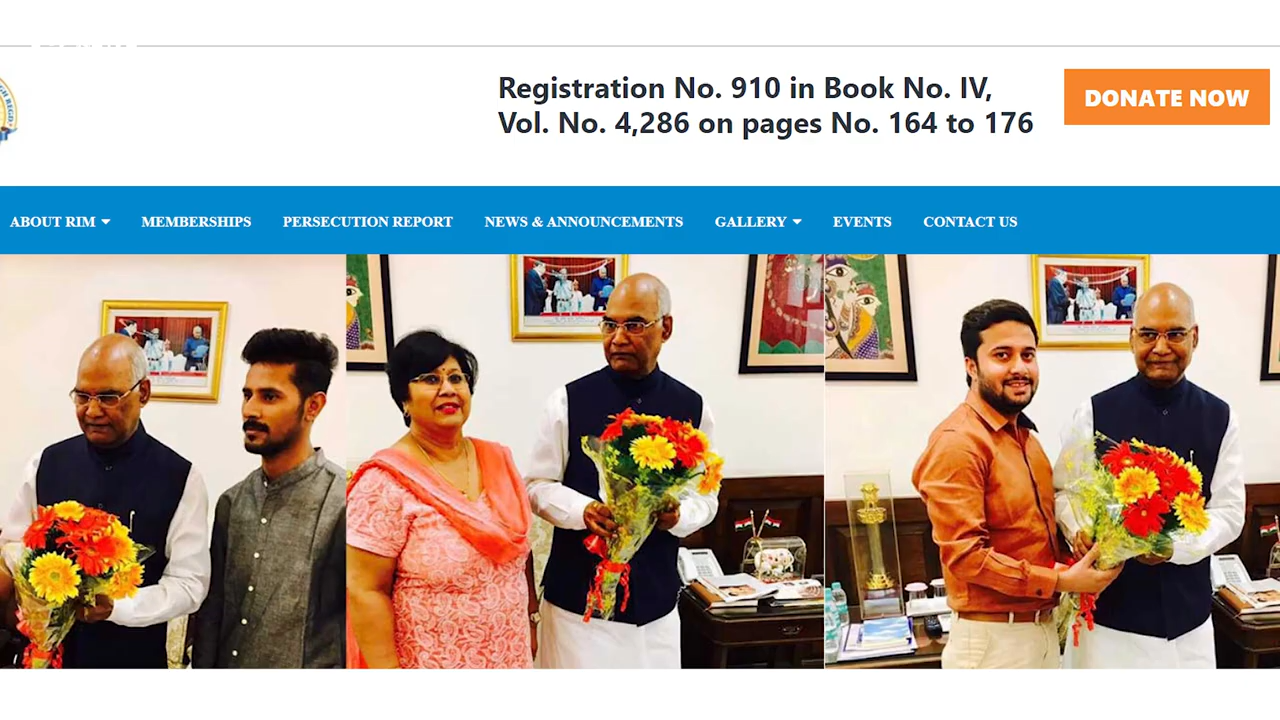 Registration No. 910 in Book No. IV,
Vol. No. 4,286 on pages No. 164 to 176
DONATE NOW
ABOUT RIM MEMBERSHIPS PERSECUTION REPORT NEWS & ANNOUNCEMENTS GALLERY EVENTS CONTACT US